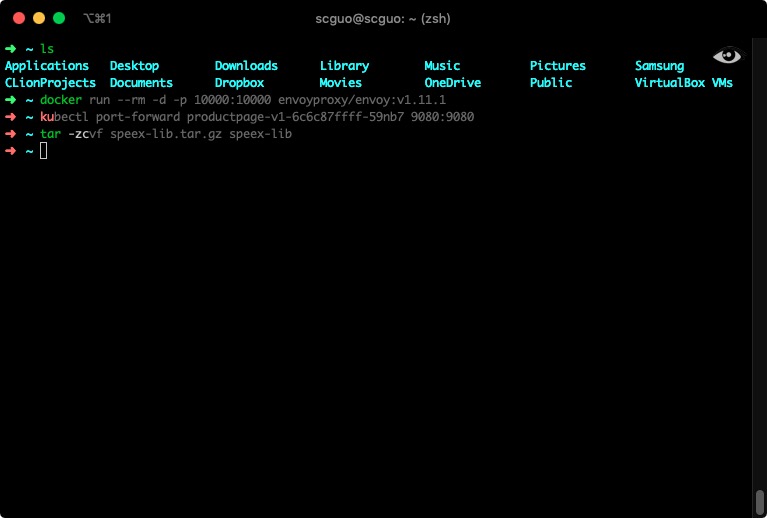 ⌥⌘1 scguo@scguo: ~ (zsh)
➜ ~ ls
Applications Desktop Downloads Library Music Pictures Samsung
CLionProjects Documents Dropbox Movies OneDrive Public VirtualBox VMs
➜ ~ docker run --rm -d -p 10000:10000 envoyproxy/envoy:v1.11.1
➜ ~ kubectl port-forward productpage-v1-6c6c87ffff-59nb7 9080:9080
➜ ~ tar -zcvf speex-lib.tar.gz speex-lib
➜ ~